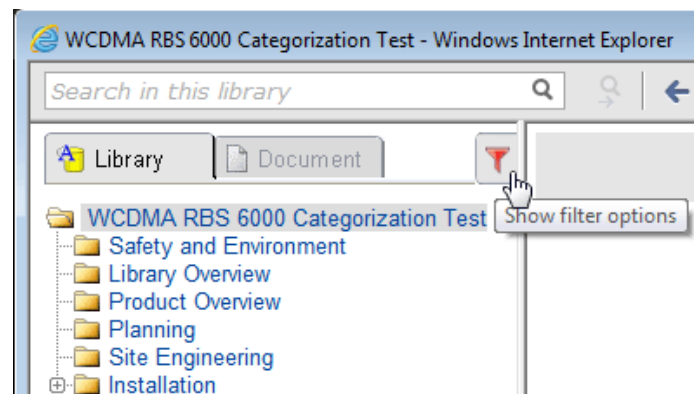 WCDMA RBS 6000 Categorization Test - Windows Internet Explorer
Search in this library
Library Document
WCDMA RBS 6000 Categorization Test
Show filter options
Safety and Environment
Library Overview
Product Overview
Planning
Site Engineering
Installation